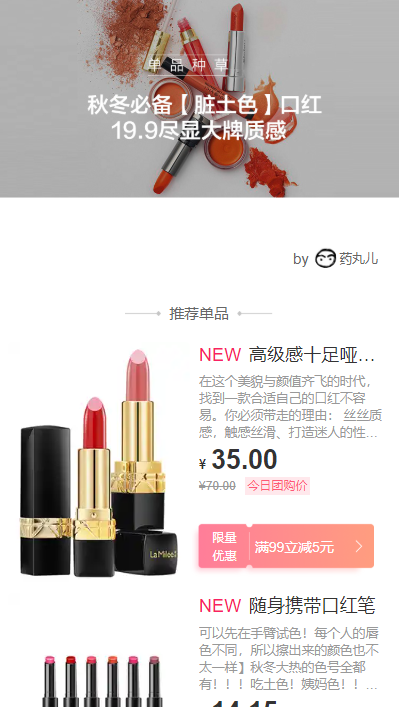 单品种草
秋冬必备【脏土色】口红
19.9尽显大牌质感
by 药丸儿
推荐单品
NEW 高级感十足哑…
在这个美貌与颜值齐飞的时代，
找到一款合适自己的口红不容
易。你必须带走的理由： 丝丝质
感，触感丝滑、打造迷人的性…
¥ 35.00
¥70.00 今日团购价
限量
优惠
满99立减5元
LaMiloo
NEW 随身携带口红笔
可以先在手臂试色！每个人的唇
色不同，所以擦出来的颜色也不
太一样】秋冬大热的色号全都
有！！！吃土色！姨妈色！！…
14.15